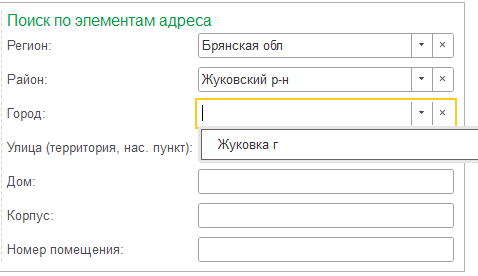 Поиск по элементам адреса
Регион: Брянская обл
Район: Жуковский р-н
Город:
Улица (территория, нас. пункт): Жуковка г
Дом:
Корпус:
Номер помещения: